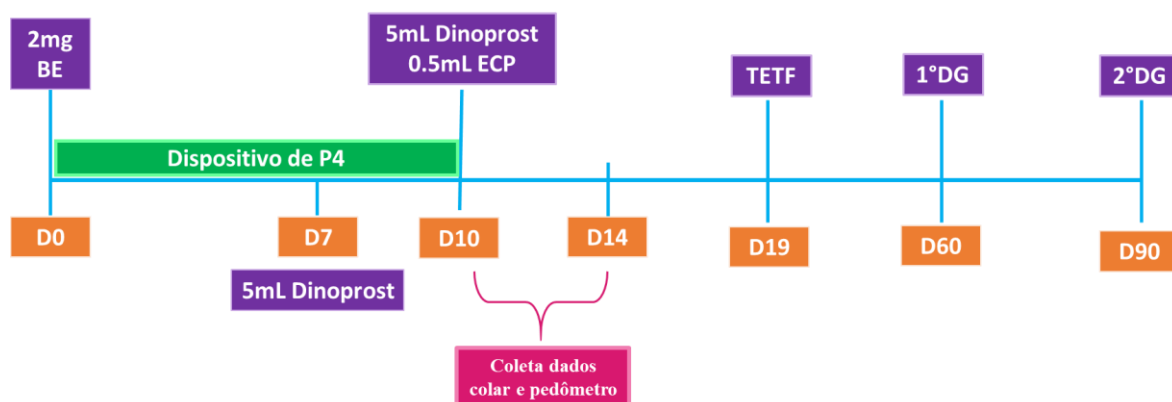 2mg
BE
5mL Dinoprost
0.5mL ECP
TETF
1°DG
2°DG
Dispositivo de P4
D0
D7
D10
D14
D19
D60
D90
5mL Dinoprost
Coleta dados
colar e pedômetro